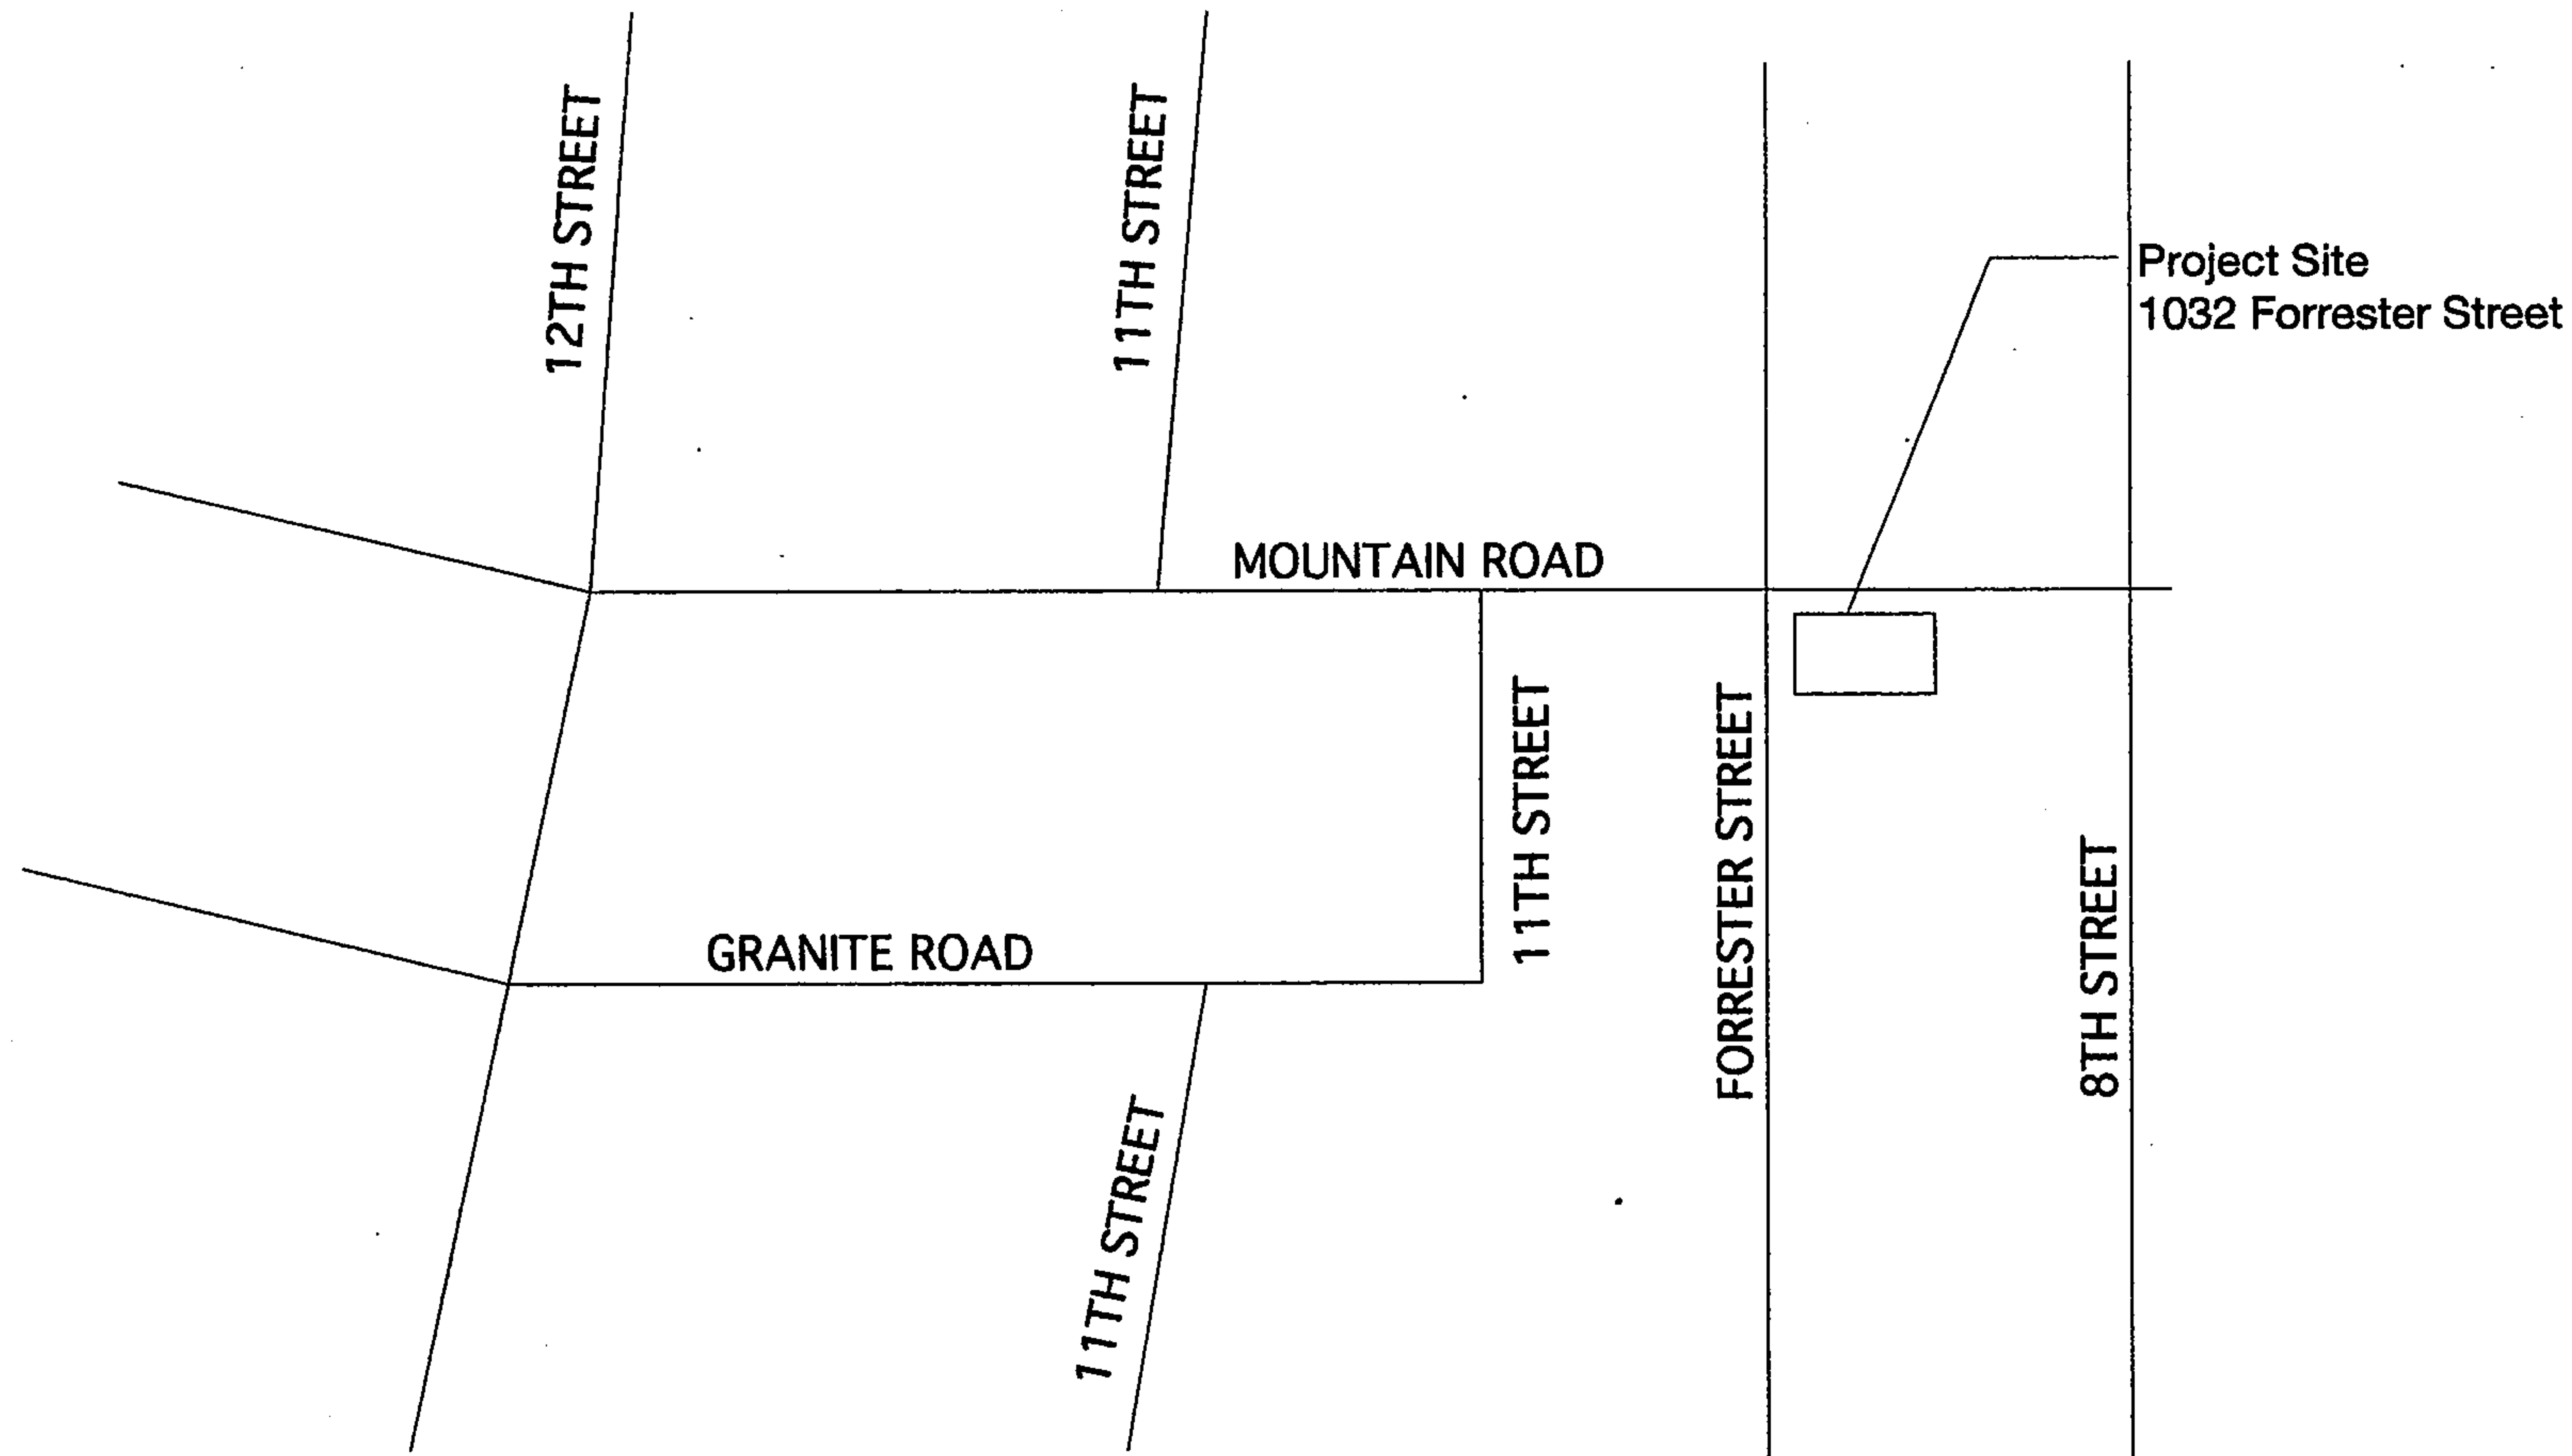 12TH STREET
11TH STREET
Project Site
1032 Forrester Street
MOUNTAIN ROAD
11TH STREET
FORRESTER STREET
8TH STREET
GRANITE ROAD
11TH STREET